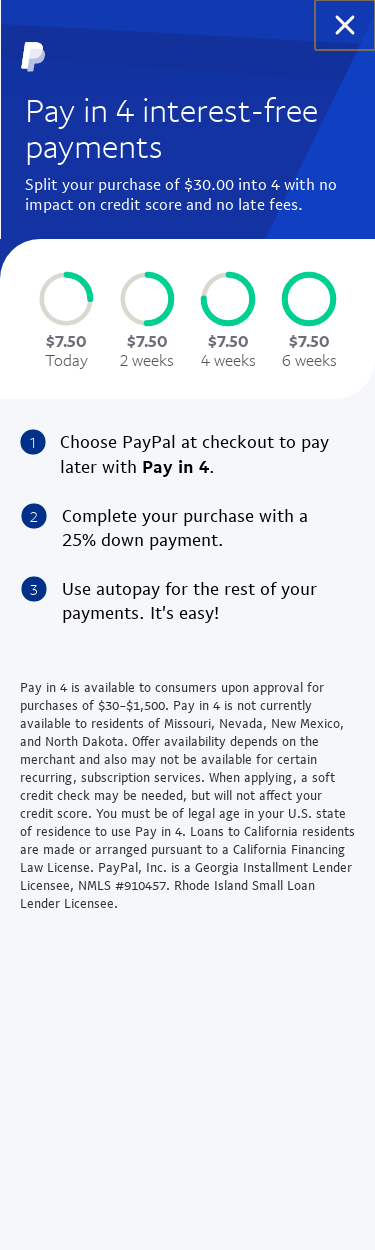 Pay in 4 interest-free
payments
Split your purchase of $30.00 into 4 with no
impact on credit score and no late fees.
$7.50 $7.50 $7.50 $7.50
Today 2 weeks 4 weeks 6 weeks
1 Choose PayPal at checkout to pay
later with Pay in 4.
2 Complete your purchase with a
25% down payment.
3 Use autopay for the rest of your
payments. It's easy!
Pay in 4 is available to consumers upon approval for
purchases of $30-$1,500. Pay in 4 is not currently
available to residents of Missouri, Nevada, New Mexico,
and North Dakota. Offer availability depends on the
merchant and also may not be available for certain
recurring, subscription services. When applying, a soft
credit check may be needed, but will not affect your
credit score. You must be of legal age in your U.S. state
of residence to use Pay in 4. Loans to California residents
are made or arranged pursuant to a California Financing
Law License. PayPal, Inc. is a Georgia Installment Lender
Licensee, NMLS #910457. Rhode Island Small Loan
Lender Licensee.